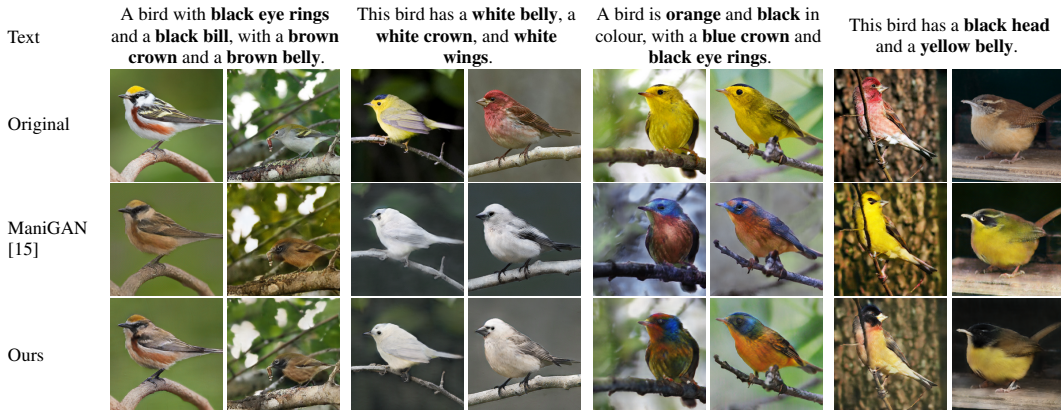 Text
A bird with black eye rings
and a black bill, with a brown
crown and a brown belly.
This bird has a white belly, a
white crown, and white
wings.
A bird is orange and black in
colour, with a blue crown and
black eye rings.
This bird has a black head
and a yellow belly.
Original
ManiGAN
[15]
Ours